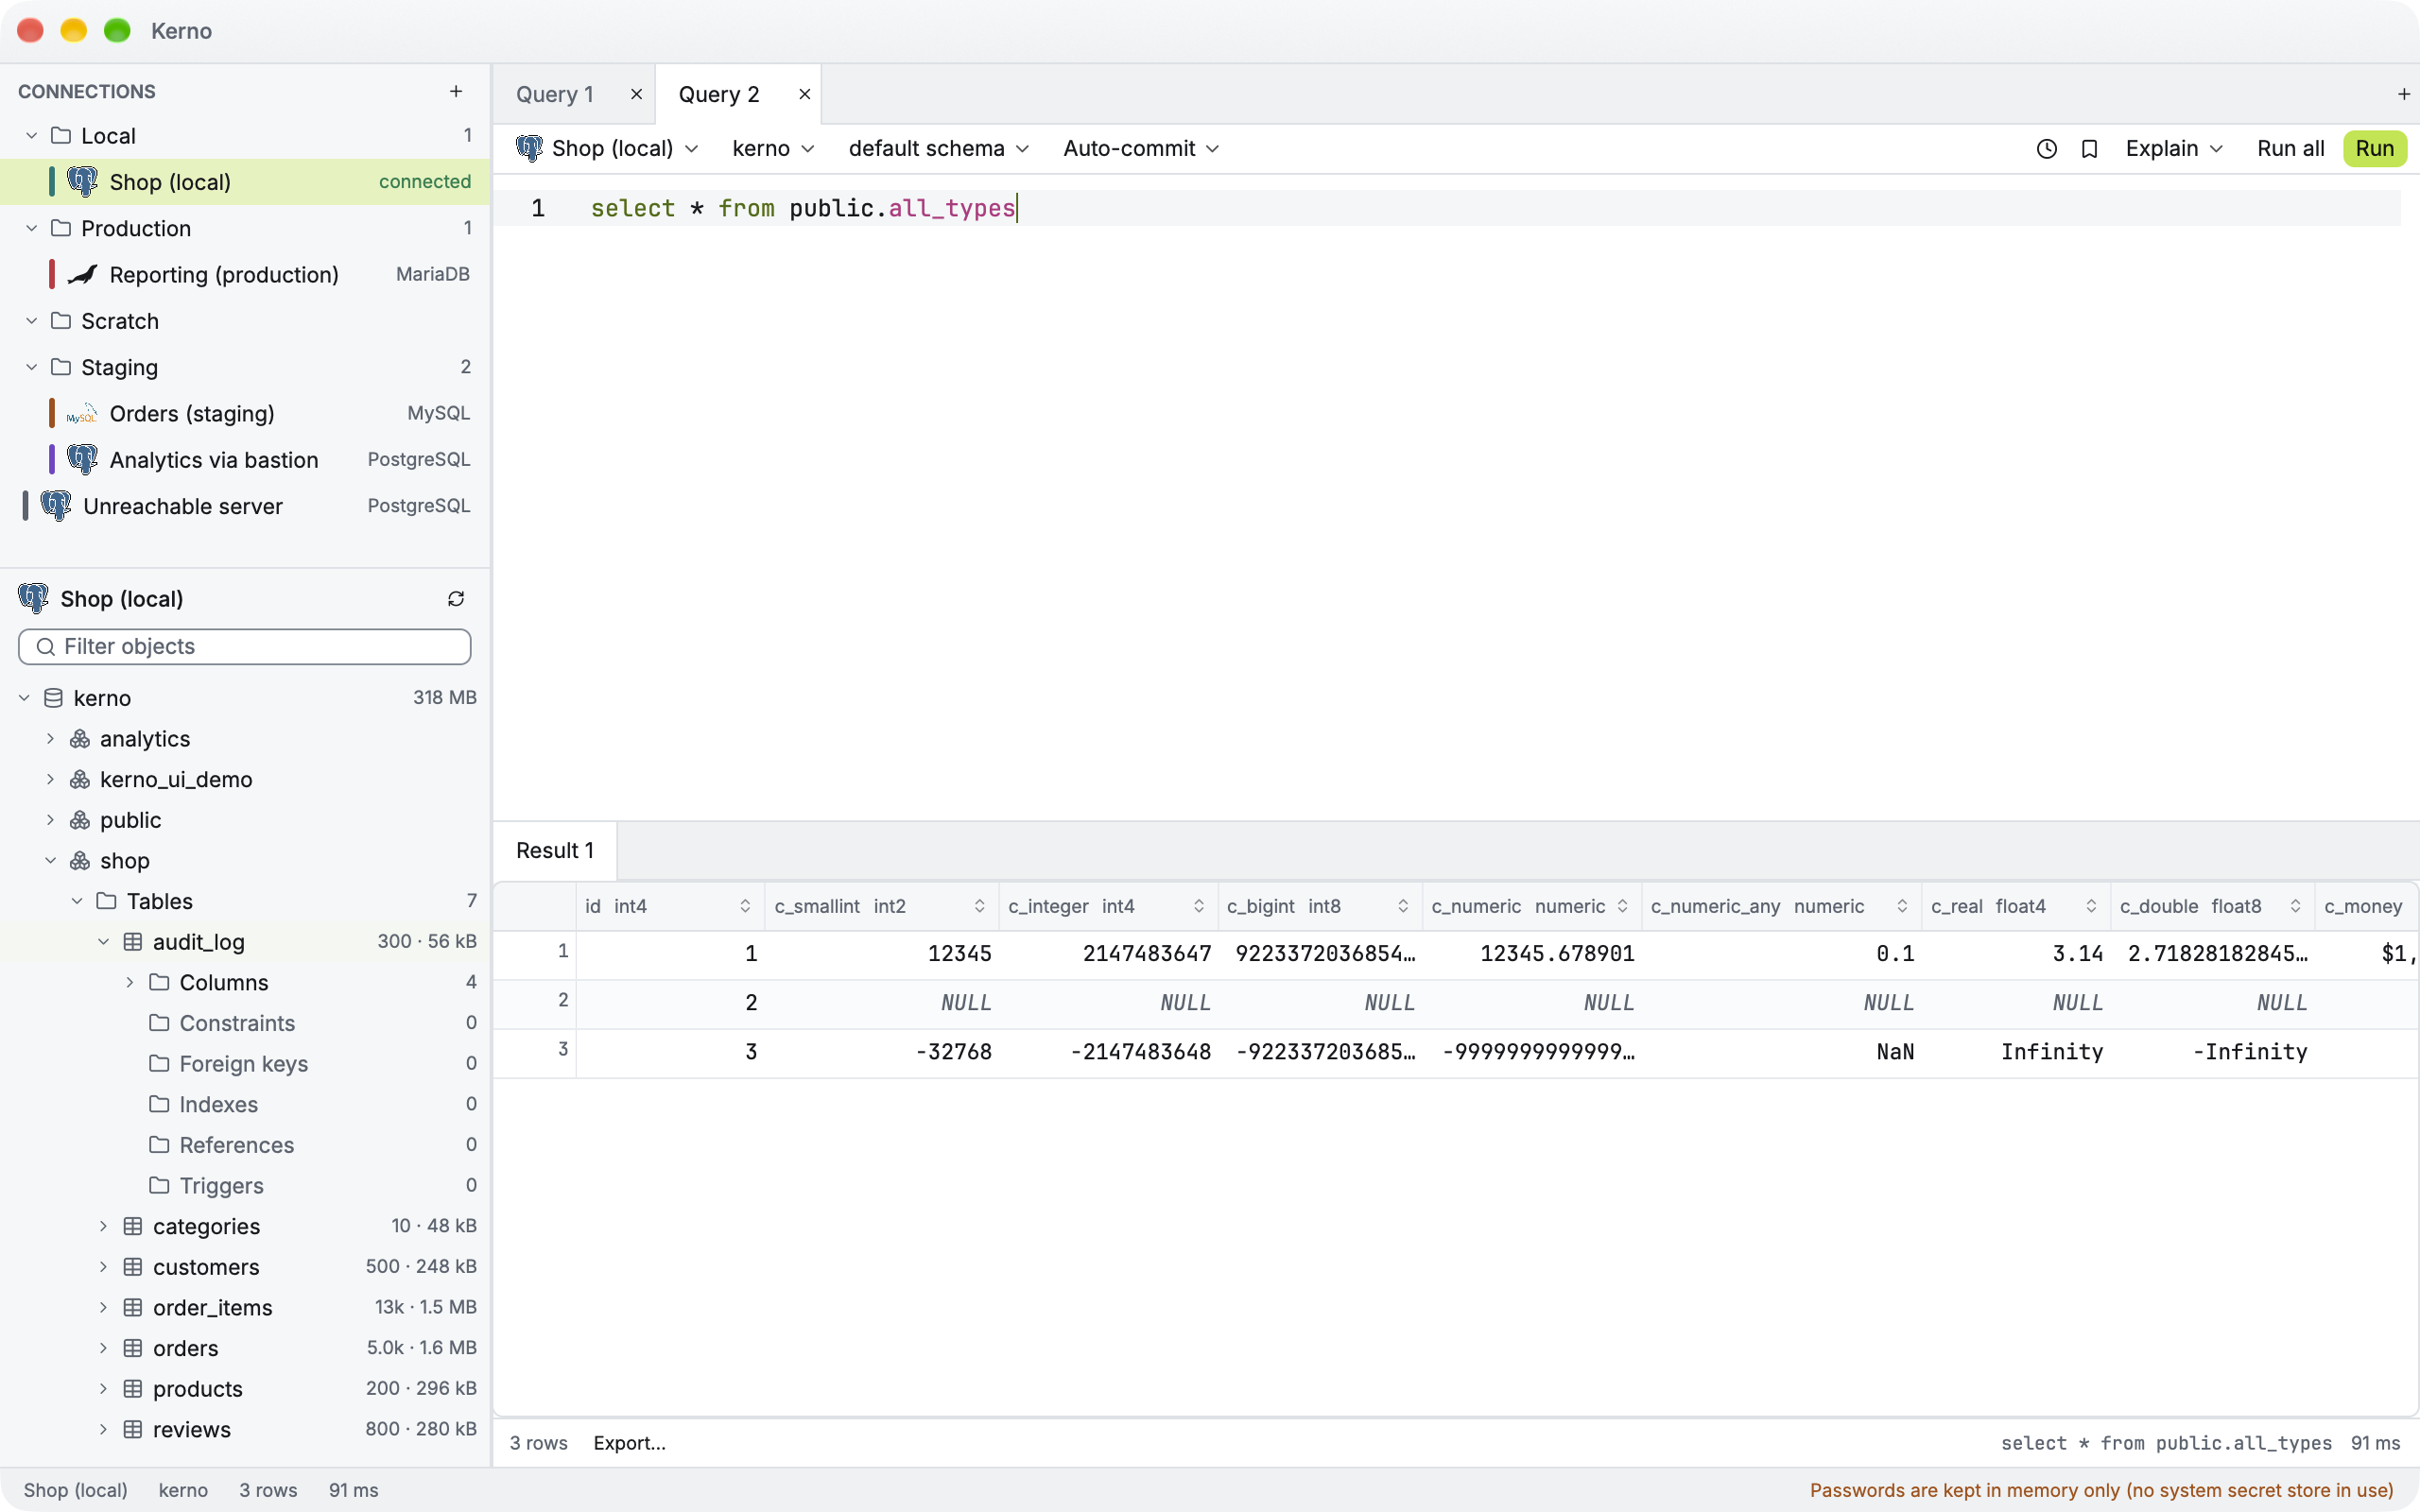 Kerno
CONNECTIONS
Local 1
Shop (local) connected
Production 1
Reporting (production) MariaDB
Scratch
Staging 2
MySQL Orders (staging) MySQL
Analytics via bastion PostgreSQL
Unreachable server PostgreSQL
Shop (local)
Filter objects
kerno 318 MB
analytics
kerno_ui_demo
public
shop
Tables 7
audit_log 300 · 56 kB
Columns 4
Constraints 0
Foreign keys 0
Indexes 0
References 0
Triggers 0
categories 10 · 48 kB
customers 500 · 248 kB
order_items 13k · 1.5 MB
orders 5.0k · 1.6 MB
products 200 · 296 kB
reviews 800 · 280 kB
Query 1 Query 2
Shop (local) kerno default schema Auto-commit Explain Run all Run
1 select * from public.all_types
Result 1
id int4 c_smallint int2 c_integer int4 c_bigint int8 c_numeric numeric c_numeric_any numeric c_real float4 c_double float8 c_money
1 1 12345 2147483647 9223372036854… 12345.678901 0.1 3.14 2.71828182845… $1,
2 2 NULL NULL NULL NULL NULL NULL NULL
3 3 -32768 -2147483648 -922337203685… -9999999999999… NaN Infinity -Infinity
3 rows Export... select * from public.all_types 91 ms
Shop (local) kerno 3 rows 91 ms Passwords are kept in memory only (no system secret store in use)